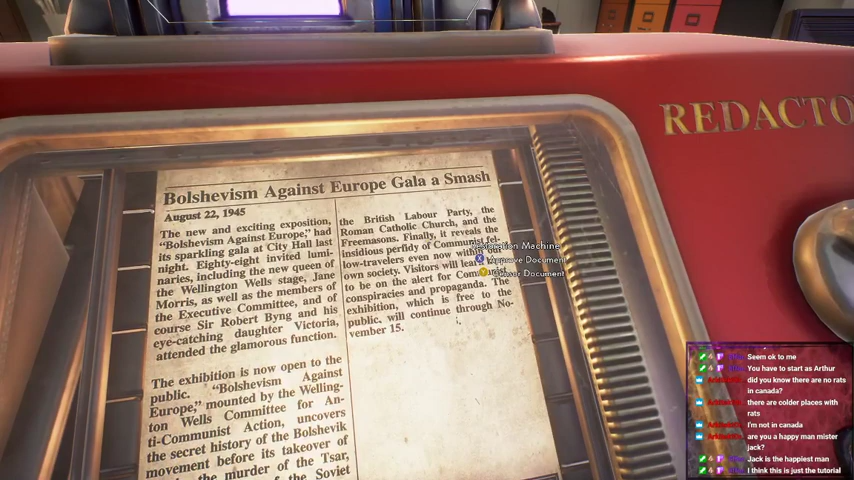 REDACTO
Bolshevism Against Europe Gala a Smash
August 22, 1945
The new and exciting exposition,
"Bolshevism Against Europe," had
its sparkling gala at City Hall last
night. Eighty-eight invited lumi-
naries, including the new queen of
the Wellington Wells stage, Jane
Morris, as well as the members of
the Executive Committee, and of
course Sir Robert Byng and his
eye-catching daughter Victoria,
attended the glamorous function.
The exhibition is now open to the
public. "Bolshevism Against
Europe," mounted by the Welling-
ton Wells Committee for An-
ti-Communist Action, uncovers
the secret history of the Bolshevik
movement before its takeover of
the murder of the Tsar,
of the Soviet
the British Labour Party, the
Roman Catholic Church, and the
Freemasons. Finally, it reveals the
insidious perfidy of Communist fel-
low-travelers even now within
own society. Visitors will learn
to be on the alert for
conspiracies and propaganda. The
exhibition, which is free to the
public, will continue through No-
vember 15.
Machine
Approve Document
Censor Document
Seem ok to me
You have to start as Arthur
did you know there are no rats
in canada?
there are colder places with
rats
I'm not in canada
are you a happy man mister
jack?
Jack is the happiest man
I think this is just the tutorial